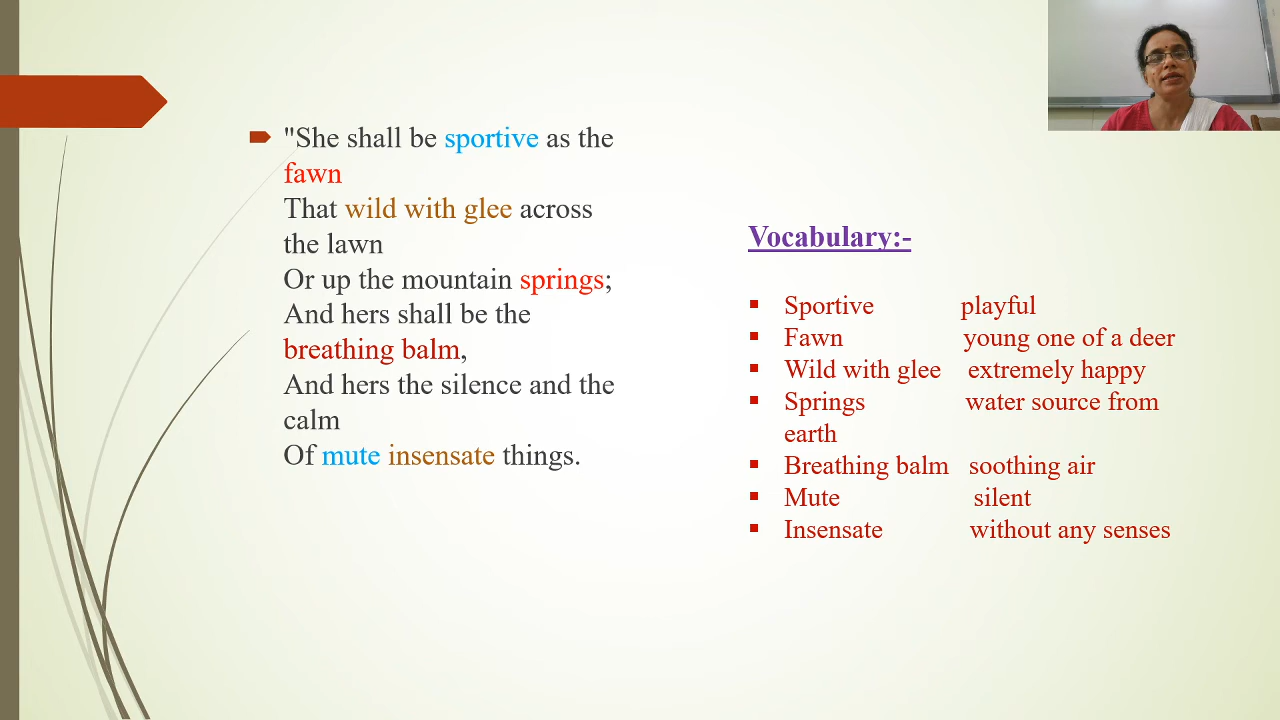 "She shall be sportive as the
fawn
That wild with glee across
the lawn
Or up the mountain springs;
And hers shall be the
breathing balm,
And hers the silence and the
calm
Of mute insensate things.
Vocabulary:-
Sportive playful
Fawn young one of a deer
Wild with glee extremely happy
Springs water source from
earth
Breathing balm soothing air
Mute silent
Insensate without any senses